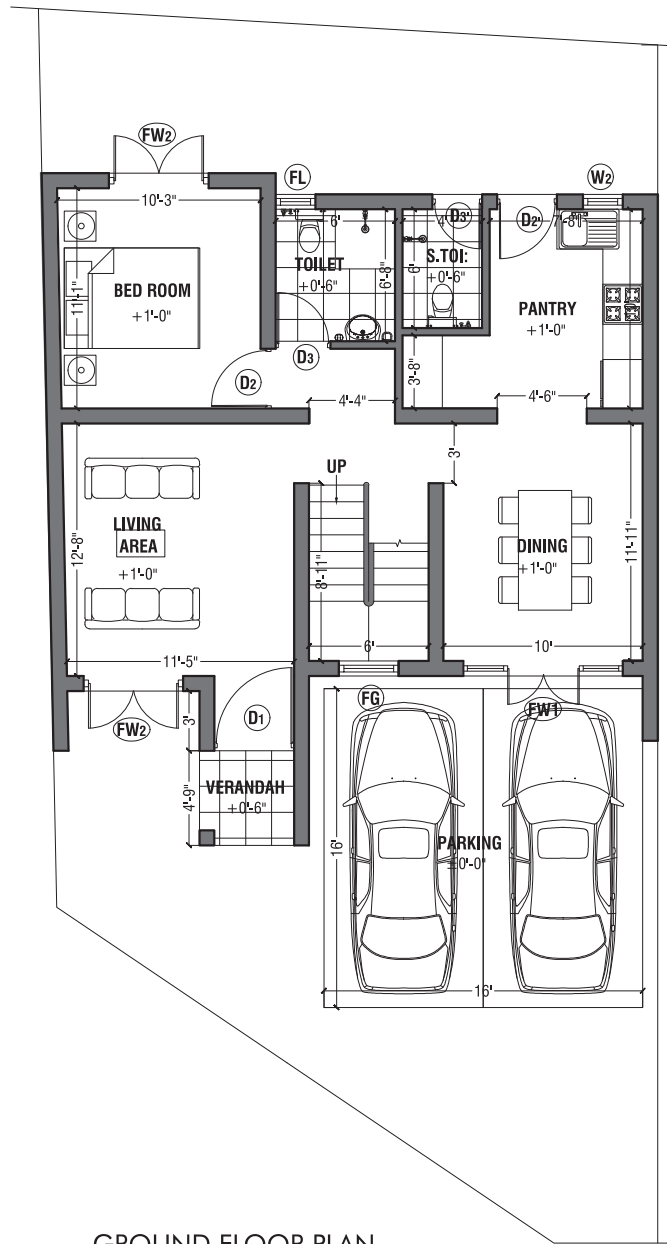 FW2
10'-3"
FL
W2
6'
4'
D3'
D2'
7'-8"
TOILET
+0'-6"
6'-8"
6'
S.TOI:
+0'-6"
BED ROOM
+1'-0"
11'-1"
PANTRY
+1'-0"
D3
D2
3'-8"
4'-4"
4'-6"
UP
3'
LIVING
AREA
+1'-0"
12'-8"
8'-11"
DINING
+1'-0"
11'-11"
11'-5"
6'
10'
FW2
3'
D1
FG
FW1
VERANDAH
+0'-6"
4'-9"
PARKING
±0'-0"
16'
16'
GROUND FLOOR PLAN